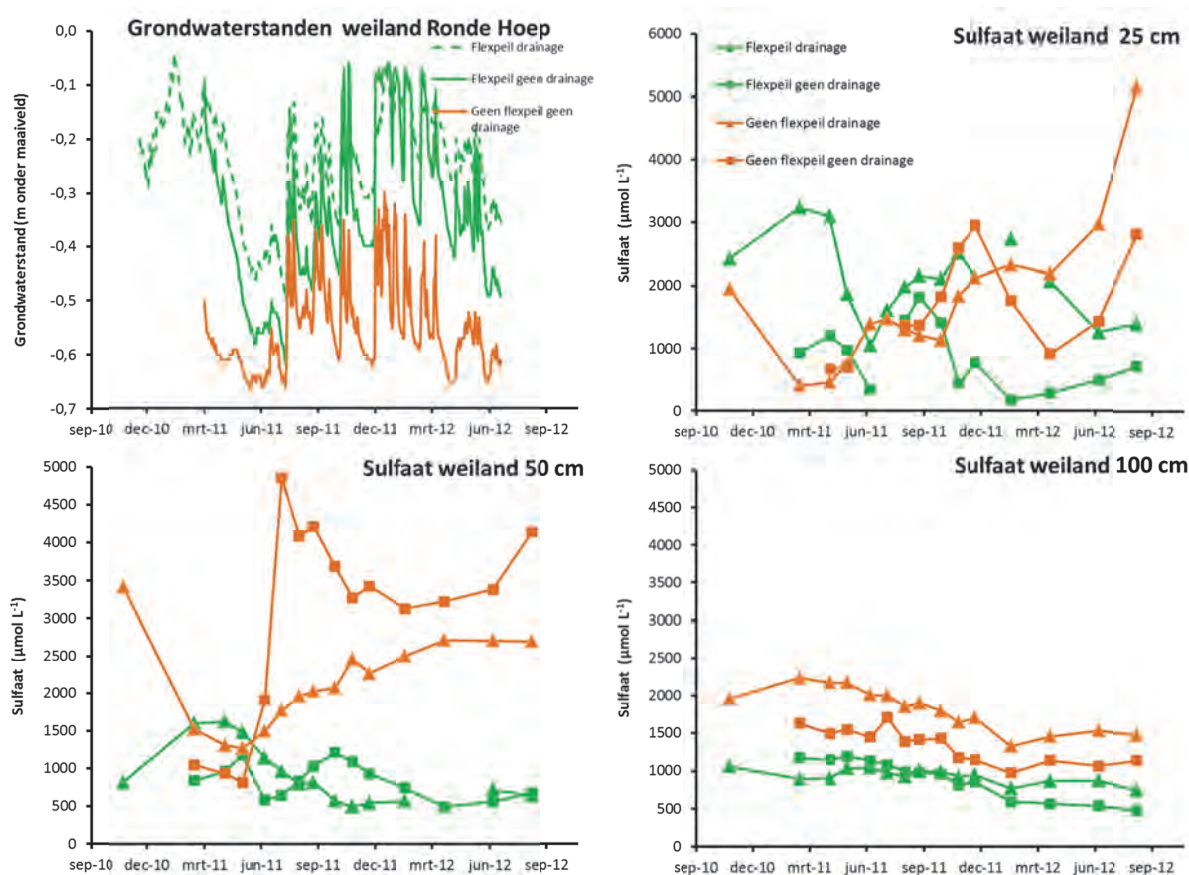 Grondwaterstanden weiland Ronde Hoep
0,0
-0,1
-0,2
-0,3
-0,4
-0,5
-0,6
-0,7
Grondwaterstand (m onder maaiveld)
Flexpeil drainage
Flexpeil geen drainage
Geen flexpeil geen
drainage
sep-10 dec-10 mrt-11 jun-11 sep-11 dec-11 mrt-12 jun-12 sep-12
Sulfaat weiland 25 cm
6000
5000
4000
3000
2000
1000
0
Sulfaat (µmol L-1)
Flexpeil drainage
Flexpeil geen drainage
Geen flexpeil drainage
Geen flexpeil geen drainage
sep-10 dec-10 mrt-11 jun-11 sep-11 dec-11 mrt-12 jun-12 sep-12
Sulfaat weiland 50 cm
5000
4500
4000
3500
3000
2500
2000
1500
1000
500
0
Sulfaat (µmol L-1)
sep-10 dec-10 mrt-11 jun-11 sep-11 dec-11 mrt-12 jun-12 sep-12
Sulfaat weiland 100 cm
5000
4500
4000
3500
3000
2500
2000
1500
1000
500
0
Sulfaat (µmol L-1)
sep-10 dec-10 mrt-11 jun-11 sep-11 dec-11 mrt-12 jun-12 sep-12